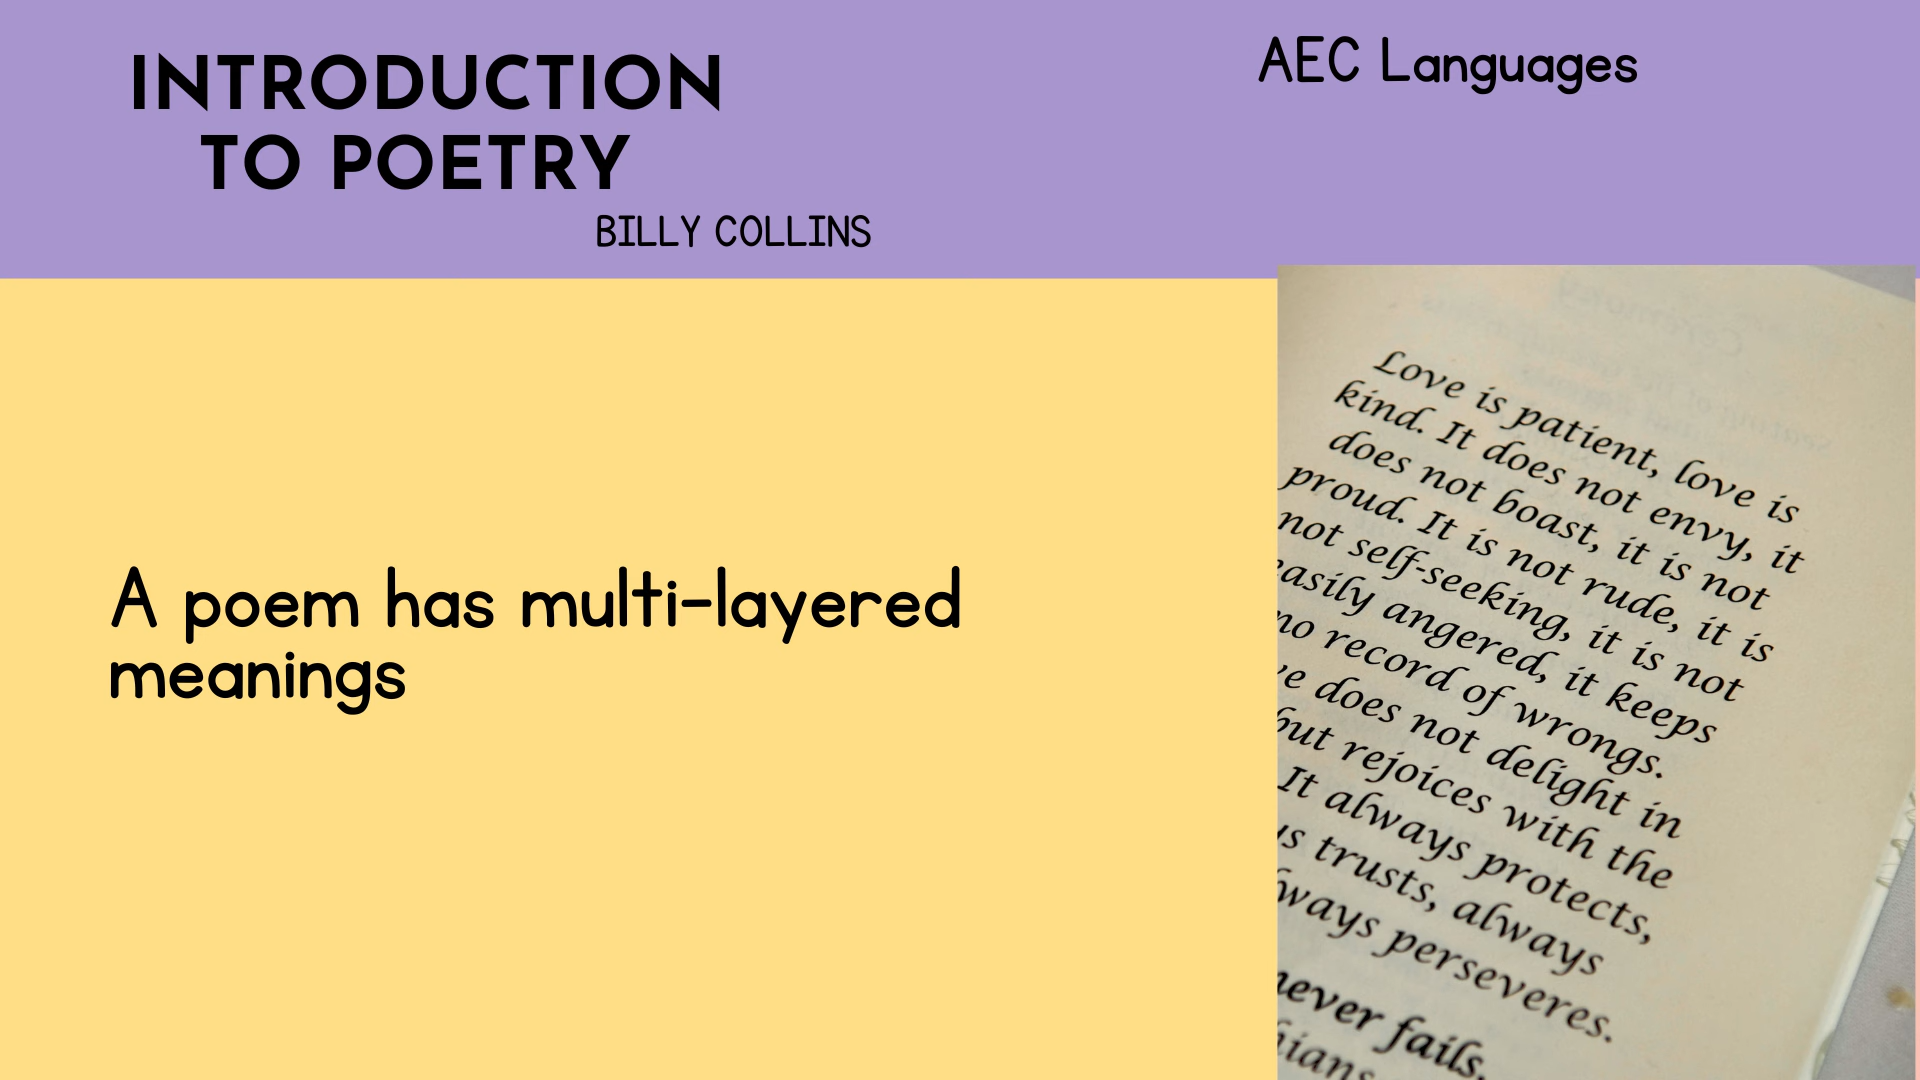 INTRODUCTION
TO POETRY
BILLY COLLINS
AEC Languages
A poem has multi-layered
meanings
Love is patient, love is
kind. It does not envy, it
does not boast, it is not
proud. It is not rude, it is
not self-seeking, it is not
easily angered, it keeps
no record of wrongs.
does not delight in
but rejoices with the
It always protects,
trusts, always
always perseveres.
never fails.